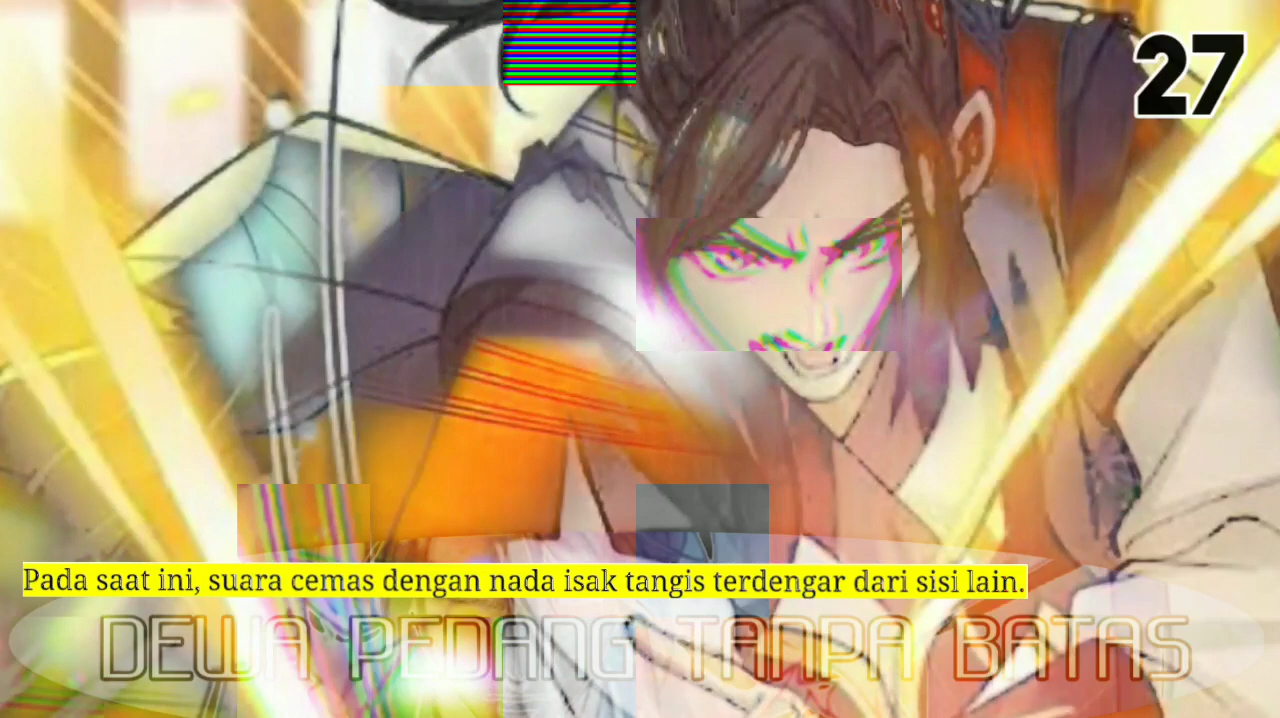 27
Pada saat ini, suara cemas dengan nada isak tangis terdengar dari sisi lain.
DEWA PEDANG TANPA BATAS